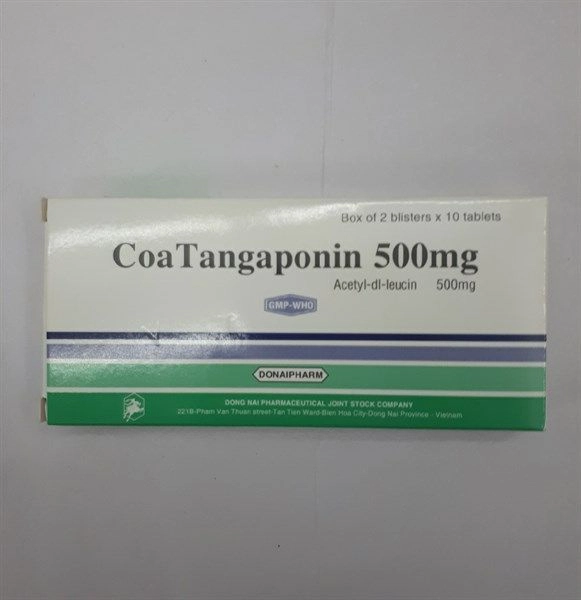 Box of 2 blisters x 10 tablets
CoaTangaponin 500mg
Acetyl-dl-leucin 500mg
GMP-WHO
DONAIPHARM
DONG NAI PHARMACEUTICAL JOINT STOCK COMPANY
221B-Pham Van Thuan street-Tan Tien Ward-Bien Hoa City-Dong Nai Province - Vietnam